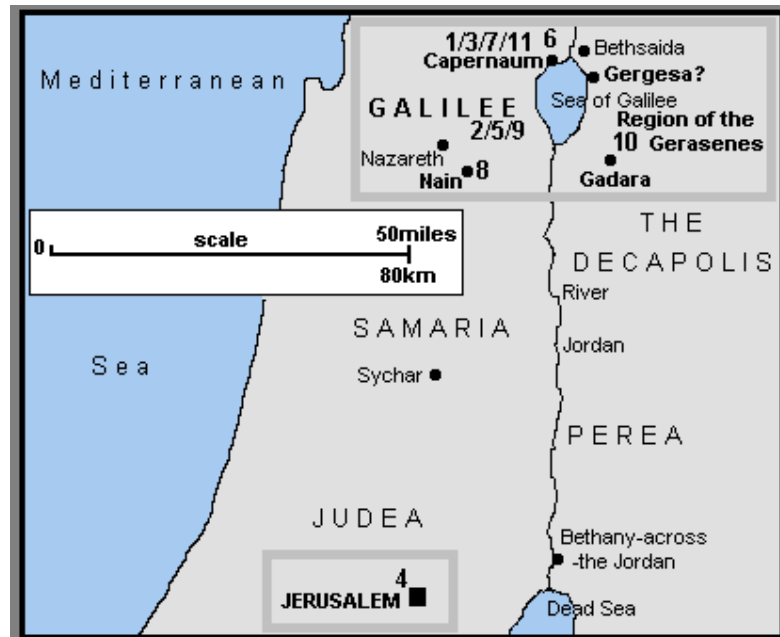 1/3/7/11 6
Mediterranean
Bethsaida
Capernaum
Gergesa?
Sea of Galilee
GALILEE
2/5/9
Region of the
10 Gerasenes
Nazareth
Nain 8
Gadara
THE
DECAPOLIS
0 scale 50miles
80km
River
Jordan
SAMARIA
Sea
Sychar
PEREA
JUDEA
Bethany-across
-the Jordan
4
JERUSALEM
Dead Sea